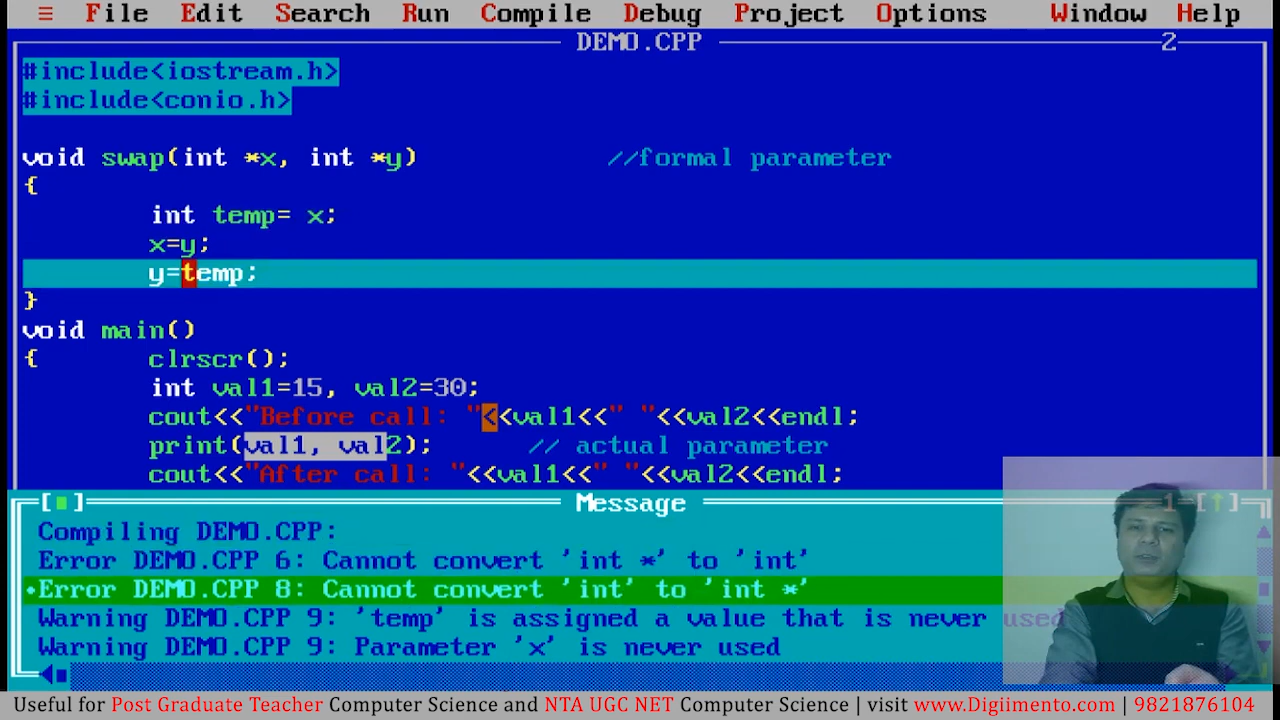 ≡ File Edit Search Run Compile Debug Project Options Window Help
DEMO.CPP 2
#include<iostream.h>
#include<conio.h>
void swap(int *x, int *y) //formal parameter
{
int temp= x;
x=y;
y=temp;
}
void main()
{ clrscr();
int val1=15, val2=30;
cout<<"Before call: "<<val1<<" "<<val2<<endl;
print(val1, val2); // actual parameter
cout<<"After call: "<<val1<<" "<<val2<<endl;
[■] Message 1-[↑]
Compiling DEMO.CPP:
Error DEMO.CPP 6: Cannot convert 'int *' to 'int'
•Error DEMO.CPP 8: Cannot convert 'int' to 'int *'
Warning DEMO.CPP 9: 'temp' is assigned a value that is never used
Warning DEMO.CPP 9: Parameter 'x' is never used
Useful for Post Graduate Teacher Computer Science and NTA UGC NET Computer Science | visit www.Digiimento.com | 9821876104